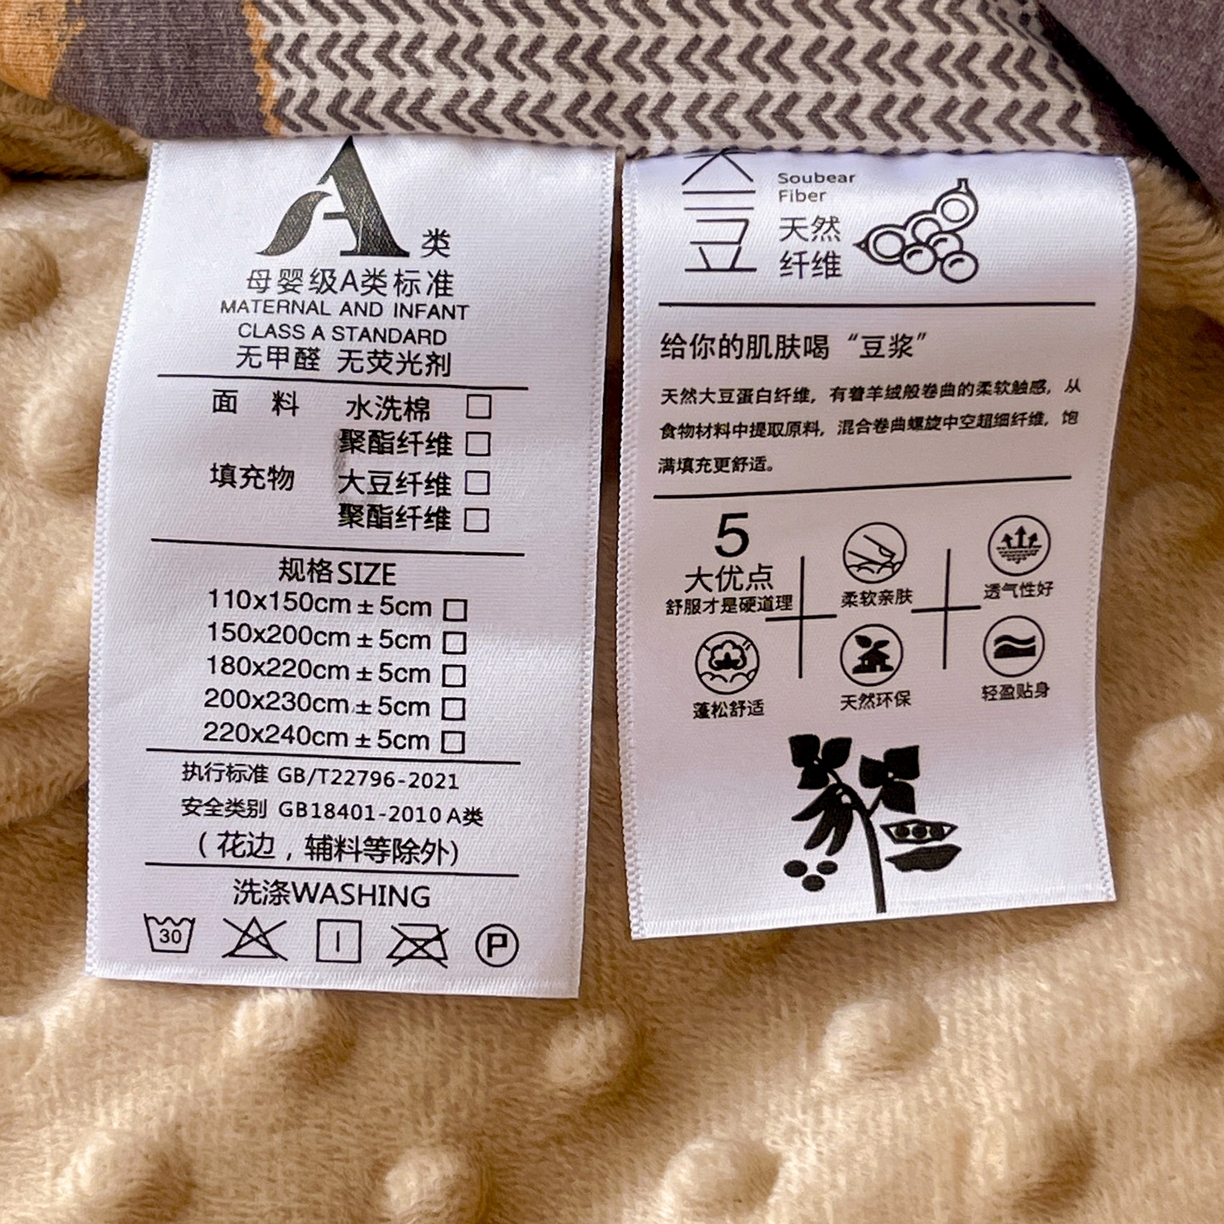 A类
母婴级A类标准
MATERNAL AND INFANT
CLASS A STANDARD
无甲醛 无荧光剂
面 料 水洗棉 □
聚酯纤维 □
填充物 大豆纤维 □
聚酯纤维 □
规格SIZE
110x150cm±5cm □
150x200cm±5cm □
180x220cm±5cm □
200x230cm±5cm □
220x240cm±5cm □
执行标准 GB/T22796-2021
安全类别 GB18401-2010 A类
（花边，辅料等除外）
洗涤WASHING
30
P
大豆
Soubear
Fiber
天然
纤维
给你的肌肤喝“豆浆”
天然大豆蛋白纤维，有着羊绒般卷曲的柔软触感，从
食物材料中提取原料，混合卷曲螺旋中空超细纤维，饱
满填充更舒适。
5
大优点
舒服才是硬道理
柔软亲肤
透气性好
蓬松舒适
天然环保
轻盈贴身